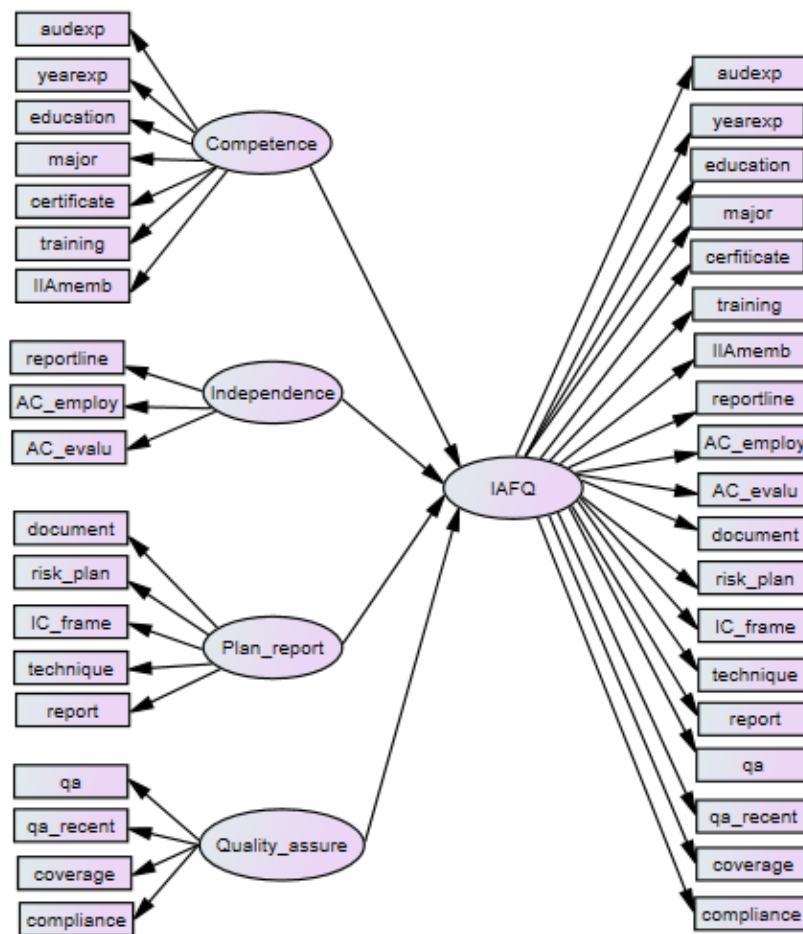 audexp
yearexp
education
major
certificate
training
IIAmemb
Competence
reportline
AC_employ
AC_evalu
Independence
document
risk_plan
IC_frame
technique
report
Plan_report
qa
qa_recent
coverage
compliance
Quality_assure
IAFQ
audexp
yearexp
education
major
cerfiticate
training
IIAmemb
reportline
AC_employ
AC_evalu
document
risk_plan
IC_frame
technique
report
qa
qa_recent
coverage
compliance